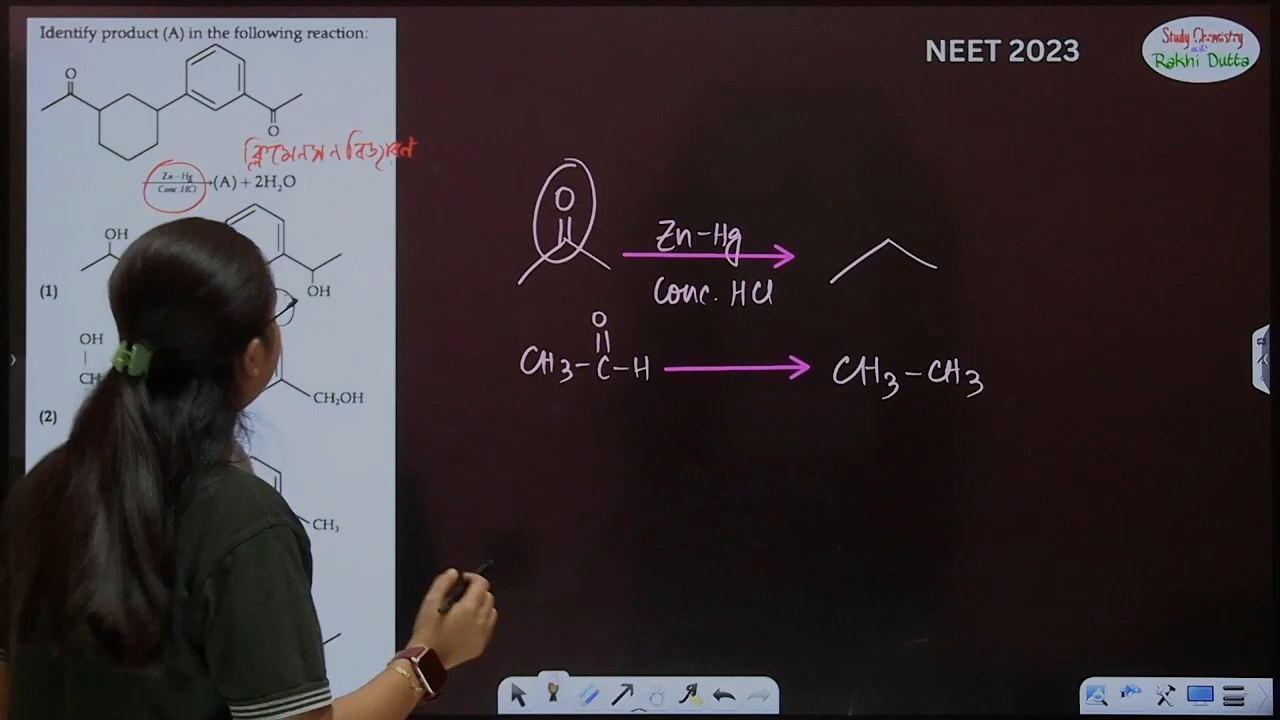 Identify product (A) in the following reaction:
NEET 2023
Study Chemistry
with
Rakhi Dutta
O
O
ক্লিমেনসন বিজারণ
Zn-Hg
Conc. HCl
(A) + 2H₂O
OH
(1)
OH
OH
CH₂OH
(2)
CH₃
O
Zn-Hg
Conc. HCl
O
CH₃-C-H
CH₃-CH₃